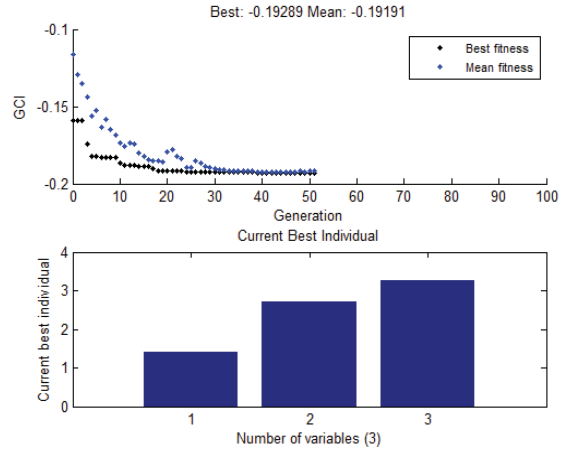 Best: -0.19289 Mean: -0.19191
-0.1
-0.15
-0.2
GCI
Best fitness
Mean fitness
0 10 20 30 40 50 60 70 80 90 100
Generation
Current Best Individual
4
3
2
1
0
Current best individual
1 2 3
Number of variables (3)